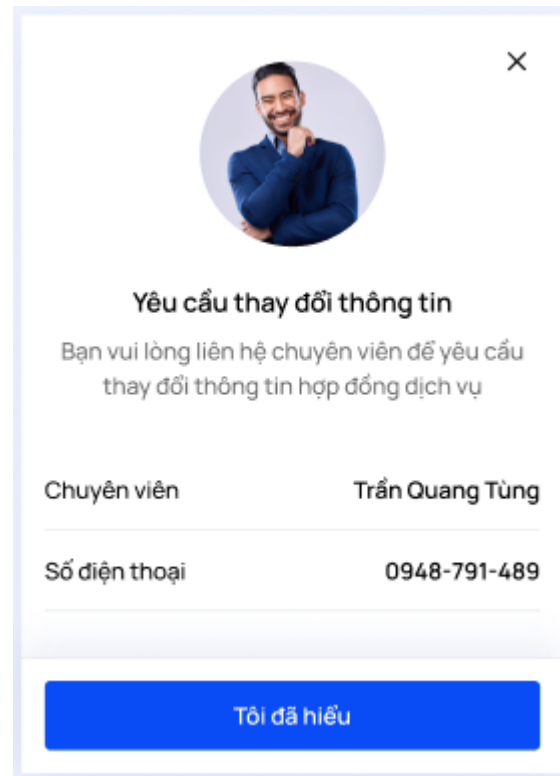 Yêu cầu thay đổi thông tin
Bạn vui lòng liên hệ chuyên viên để yêu cầu
thay đổi thông tin hợp đồng dịch vụ
Chuyên viên Trần Quang Tùng
Số điện thoại 0948-791-489
Tôi đã hiểu